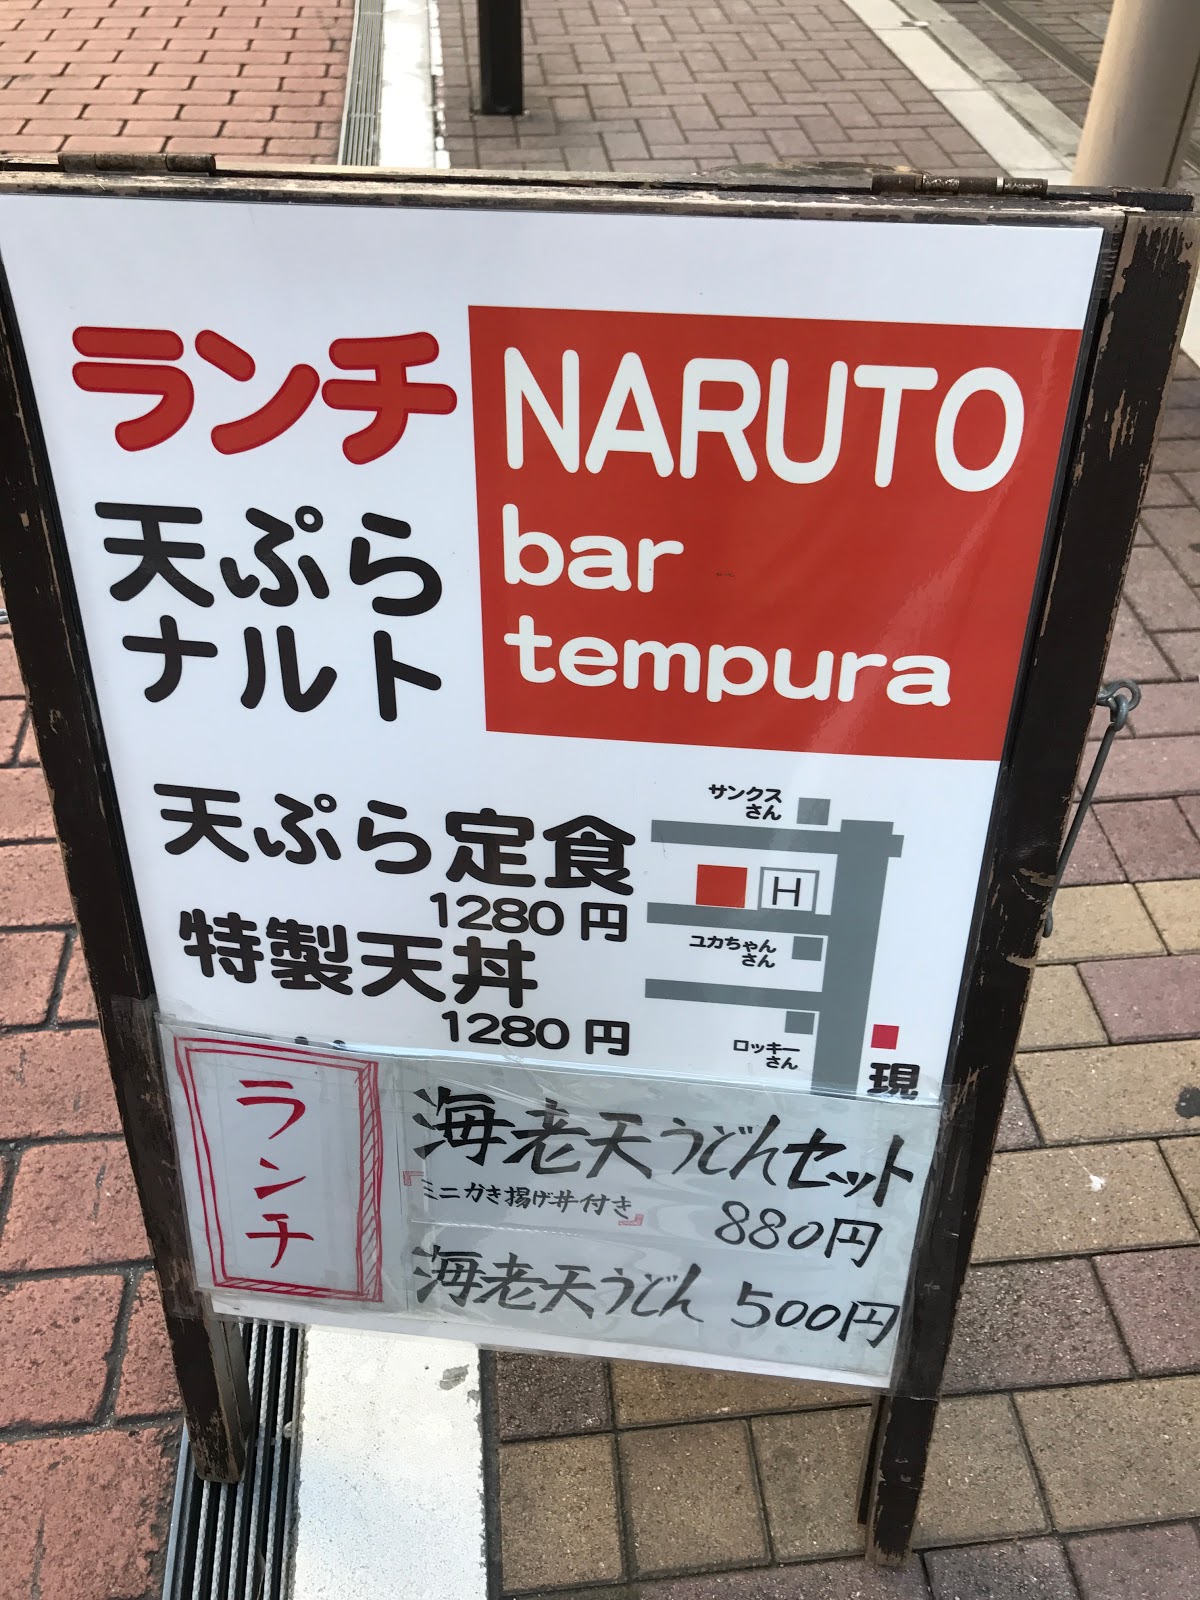 ランチ
天ぷら
ナルト
NARUTO
bar
tempura
天ぷら定食
1280円
特製天丼
1280円
サンクス
さん
H
ユカちゃん
さん
ロッキー
さん
現
ランチ
海老天うどんセット
『ミニかき揚げ丼付き』
880円
海老天うどん 500円